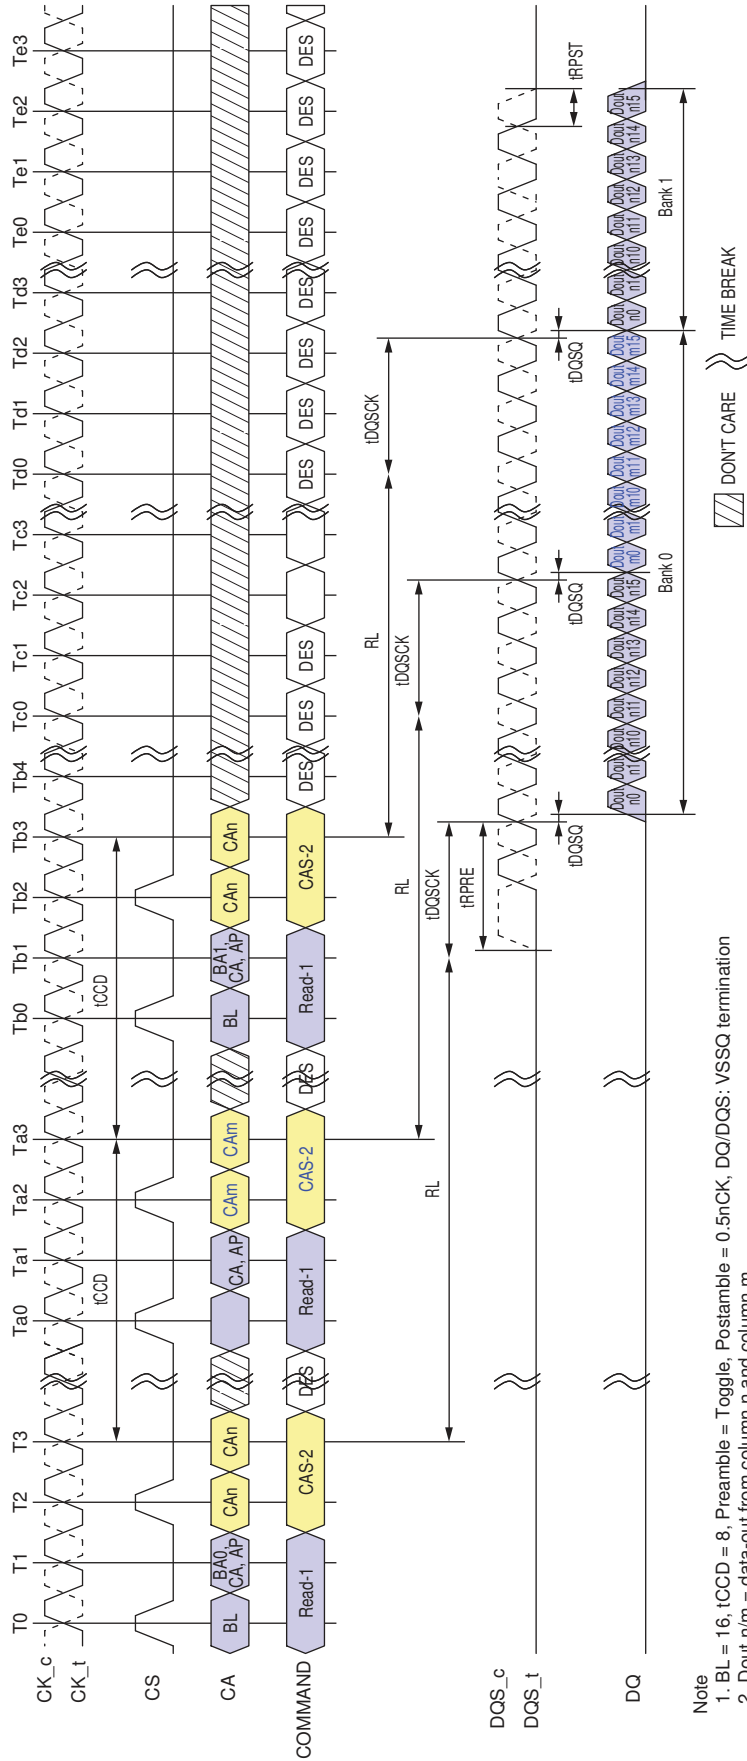 T0 T1 T2 T3 Ta0 Ta1 Ta2 Ta3 Tb0 Tb1 Tb2 Tb3 Tb4 Tc0 Tc1 Tc2 Tc3 Td0 Td1 Td2 Td3 Te0 Te1 Te2 Te3
CK_c
CK_t
tCCD tCCD
CS
CA BL BA0, CA, AP CAn CAn CA, AP CAm CAm BL BA1, CA, AP CAn CAn
COMMAND Read-1 CAS-2 DES Read-1 CAS-2 DES Read-1 CAS-2 DES DES DES DES DES DES DES DES DES DES DES
RL tDQSCK
RL tDQSCK
RL tDQSCK
tRPRE
DQS_c
DQS_t
tDQSQ tDQSQ tDQSQ tRPST
DQ Dout n0 Dout n1 Dout n10 Dout n11 Dout n12 Dout n13 Dout n14 Dout n15 Dout m0 Dout m1 Dout m10 Dout m11 Dout m12 Dout m13 Dout m14 Dout m15 Dout n0 Dout n1 Dout n10 Dout n11 Dout n12 Dout n13 Dout n14 Dout n15
Bank 0 Bank 1
DON'T CARE TIME BREAK
Note
1. BL = 16, tCCD = 8, Preamble = Toggle, Postamble = 0.5nCK, DQ/DQS: VSSQ termination
2. Dout n/m = data-out from column n and column m